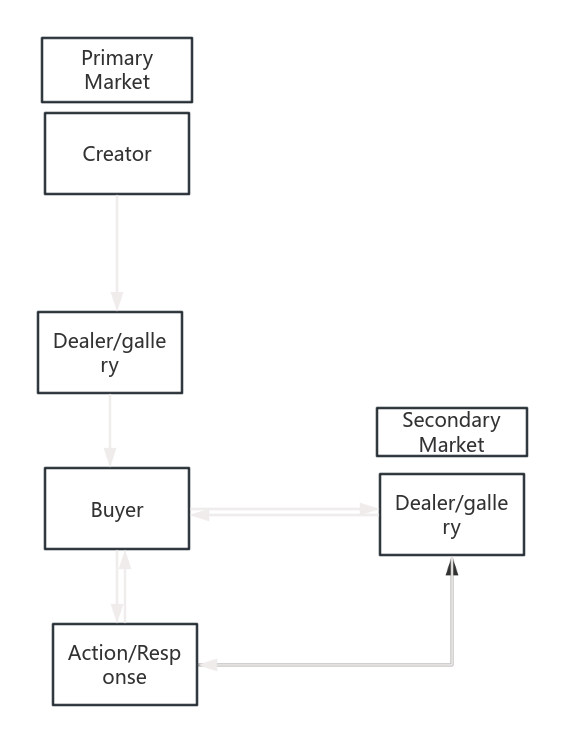 Primary
Market
Creator
Dealer/galle
ry
Buyer
Action/Resp
onse
Secondary
Market
Dealer/galle
ry